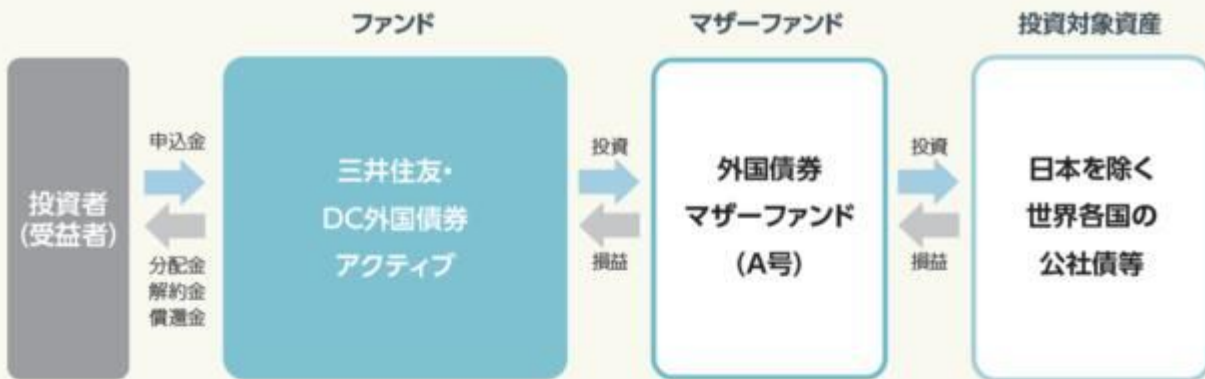 ファンド
マザーファンド
投資対象資産
投資者
(受益者)
申込金
分配金
解約金
償還金
三井住友・
DC外国債券
アクティブ
投資
損益
外国債券
マザーファンド
(A号)
投資
損益
日本を除く
世界各国の
公社債等